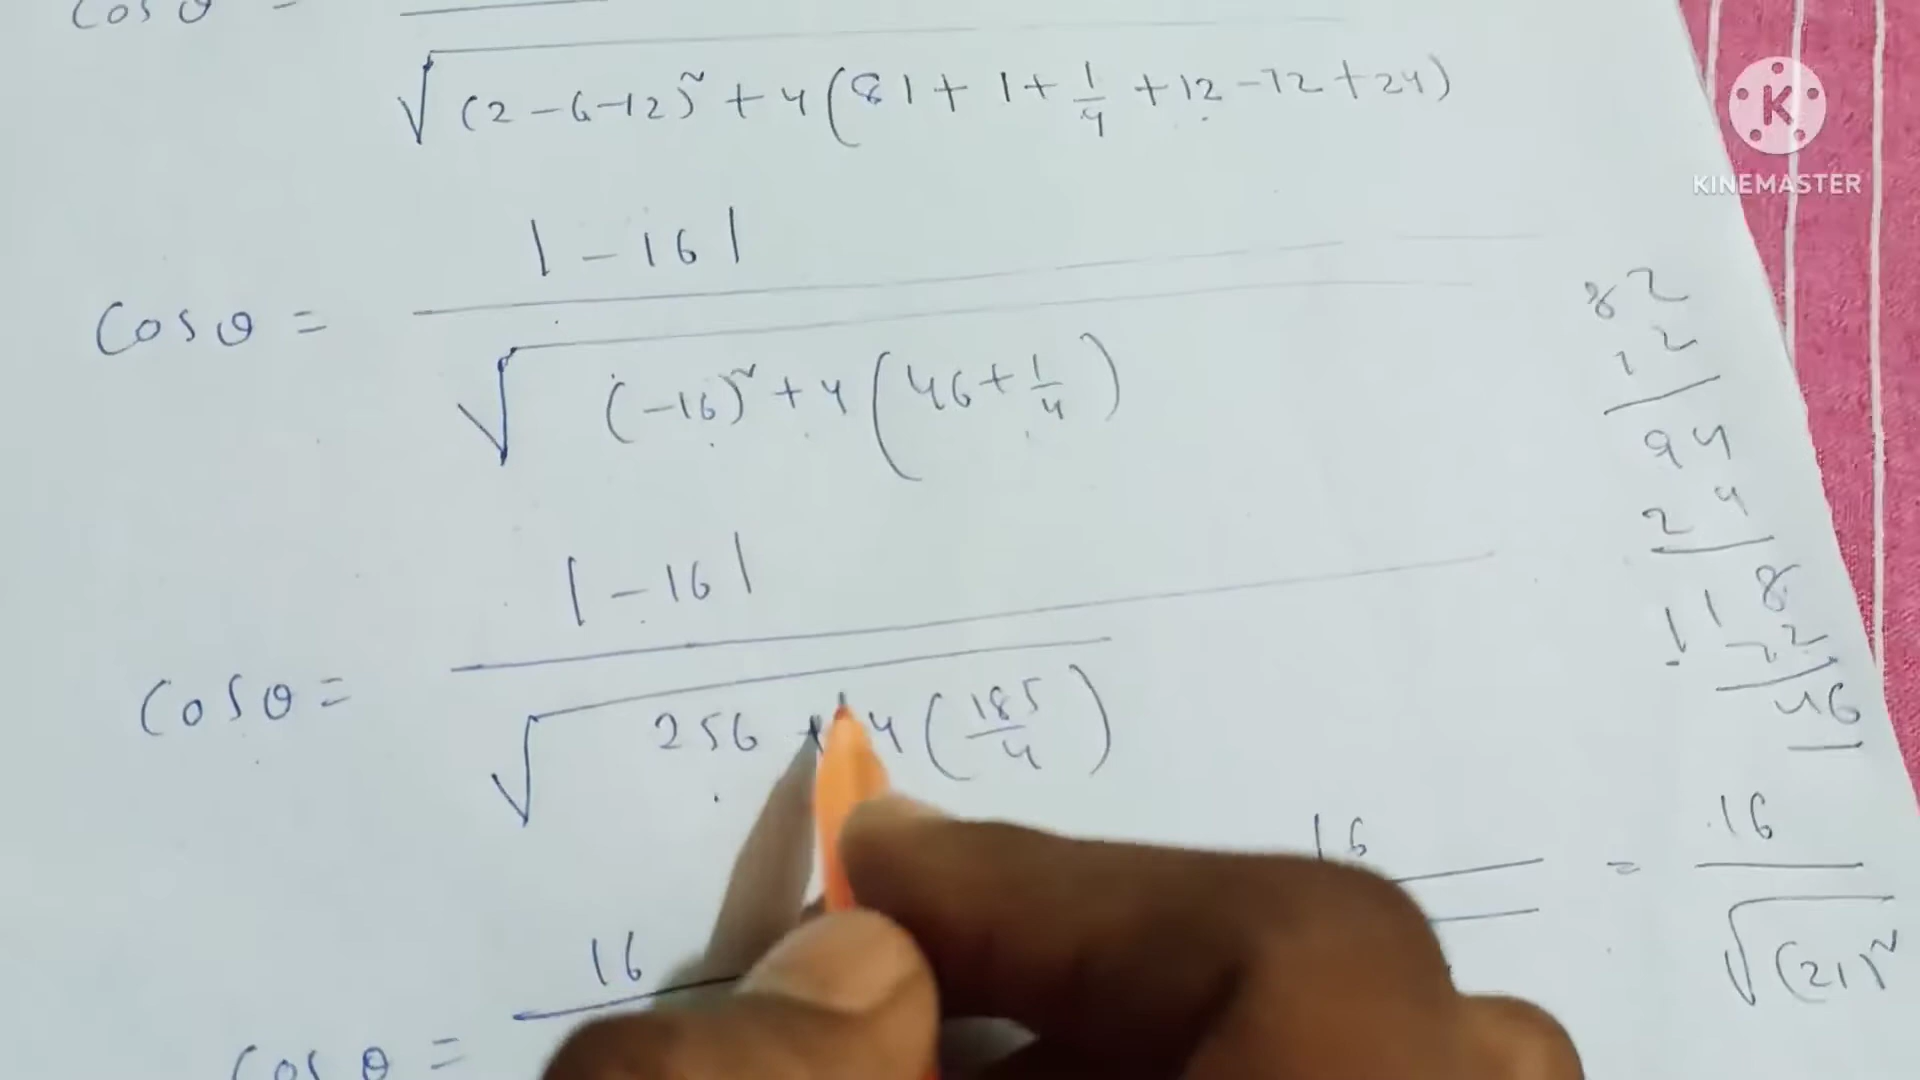 Cos θ =
√(2-6-12)² + 4(81 + 1 + 1/4 + 12 - 72 + 24)
KINEMASTER
|-16|
Cos θ =
√(-16)² + 4(46 + 1/4)
|-16|
Cos θ =
√256 + 4(185/4)
82
12
94
24
118
72
46
16
Cos θ =
16
= 16
√(21)²